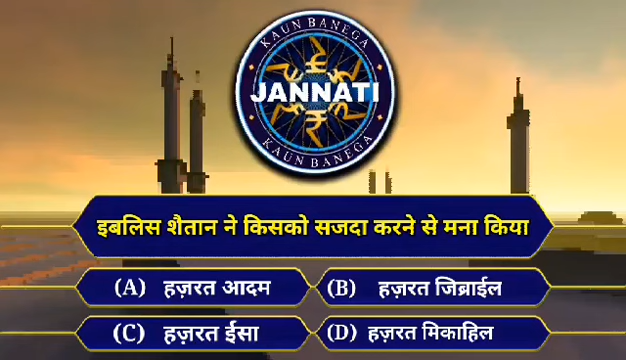 KAUN BANEGA
JANNATI
KAUN BANEGA
इबलिस शैतान ने किसको सजदा करने से मना किया
(A) हज़रत आदम
(B) हज़रत जिब्राईल
(C) हज़रत ईसा
(D) हज़रत मिकाहिल